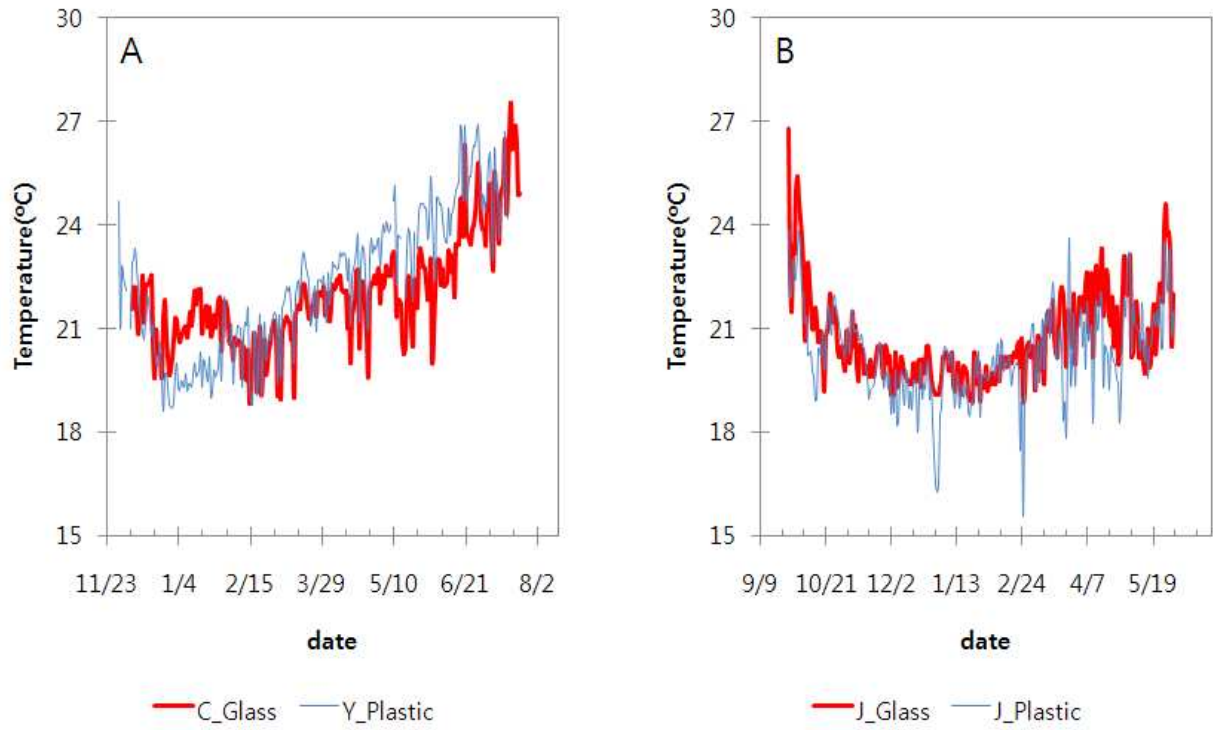 A
Temperature(ºC)
30
27
24
21
18
15
11/23 1/4 2/15 3/29 5/10 6/21 8/2
date
C_Glass Y_Plastic
B
Temperature(ºC)
30
27
24
21
18
15
9/9 10/21 12/2 1/13 2/24 4/7 5/19
date
J_Glass J_Plastic